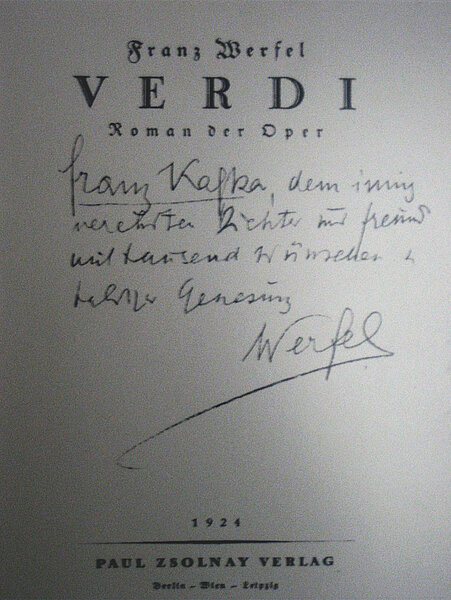 Franz Werfel
VERDI
Roman der Oper
Franz Kafka, dem innig
verehrten Dichter und Freund
mit tausend Wünschen
baldiger Genesung
Werfel
1924
PAUL ZSOLNAY VERLAG
Berlin – Wien – Leipzig